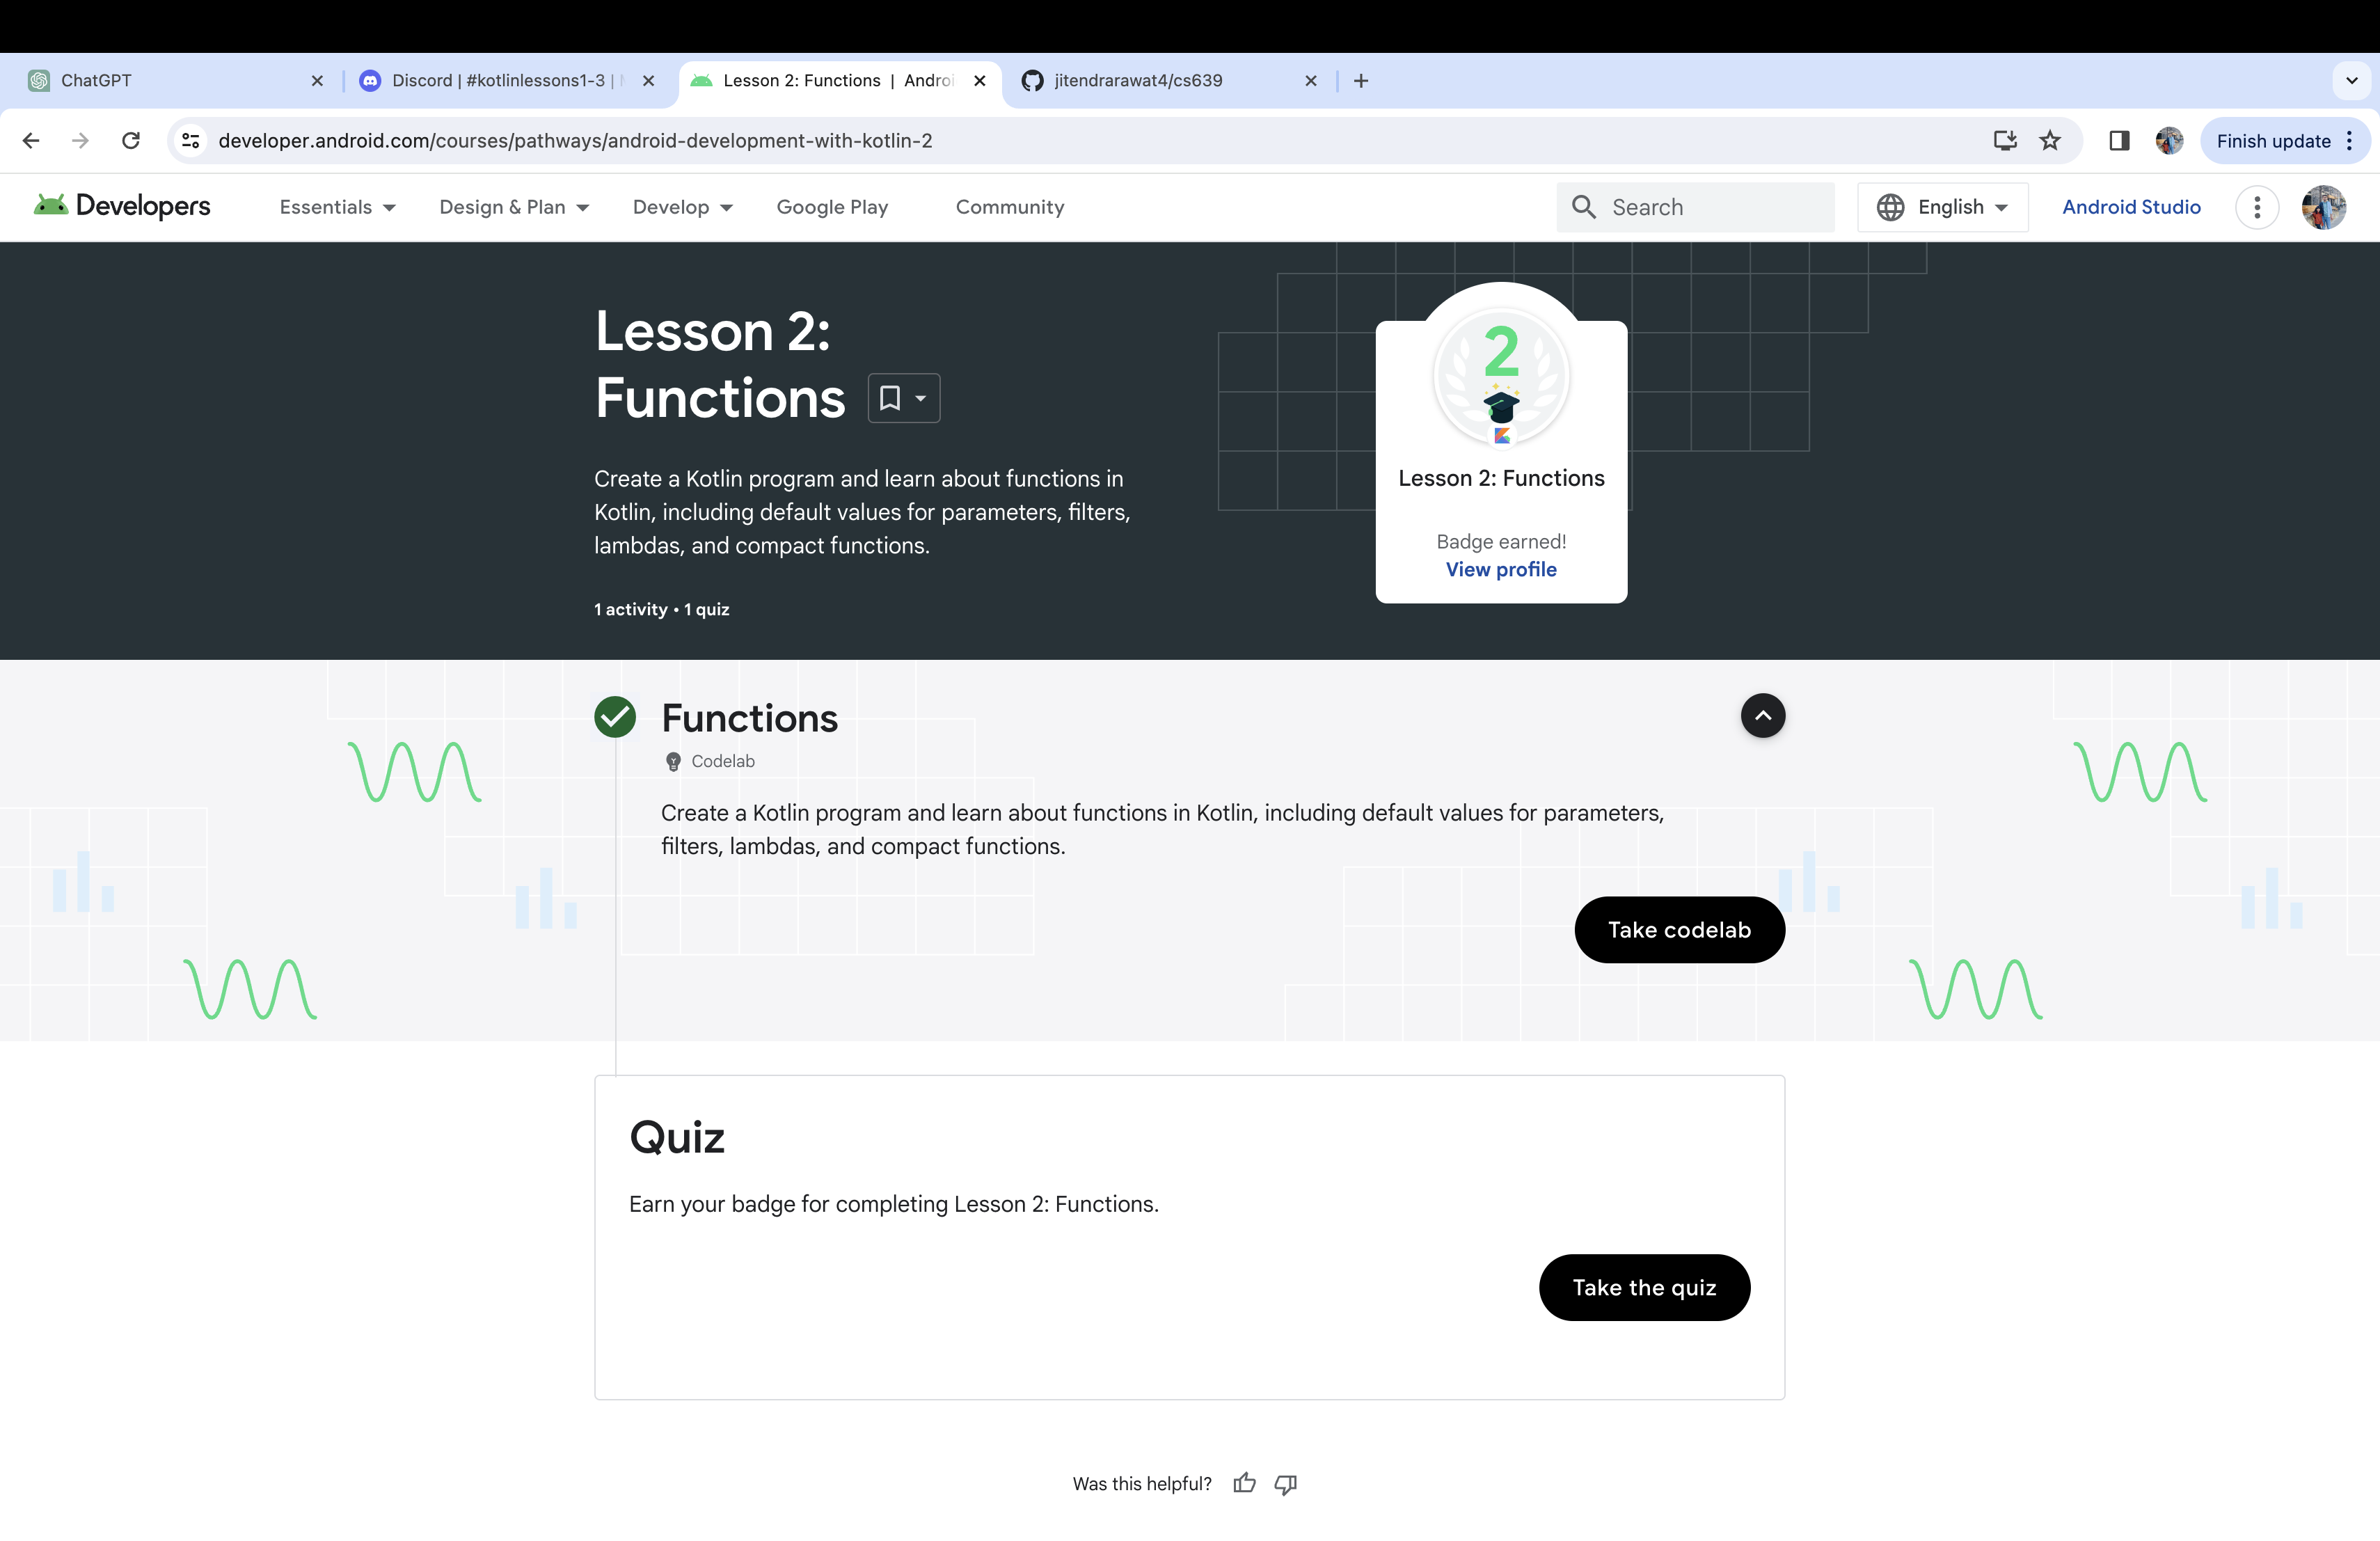 ChatGPT
Discord | #kotlinlessons1-3 |
Lesson 2: Functions | Androi
jitendrarawat4/cs639
developer.android.com/courses/pathways/android-development-with-kotlin-2
Finish update
Developers
Essentials
Design & Plan
Develop
Google Play
Community
Search
English
Android Studio
Lesson 2:
Functions
Create a Kotlin program and learn about functions in
Kotlin, including default values for parameters, filters,
lambdas, and compact functions.
1 activity • 1 quiz
2
Lesson 2: Functions
Badge earned!
View profile
Functions
Codelab
Create a Kotlin program and learn about functions in Kotlin, including default values for parameters,
filters, lambdas, and compact functions.
Take codelab
Quiz
Earn your badge for completing Lesson 2: Functions.
Take the quiz
Was this helpful?